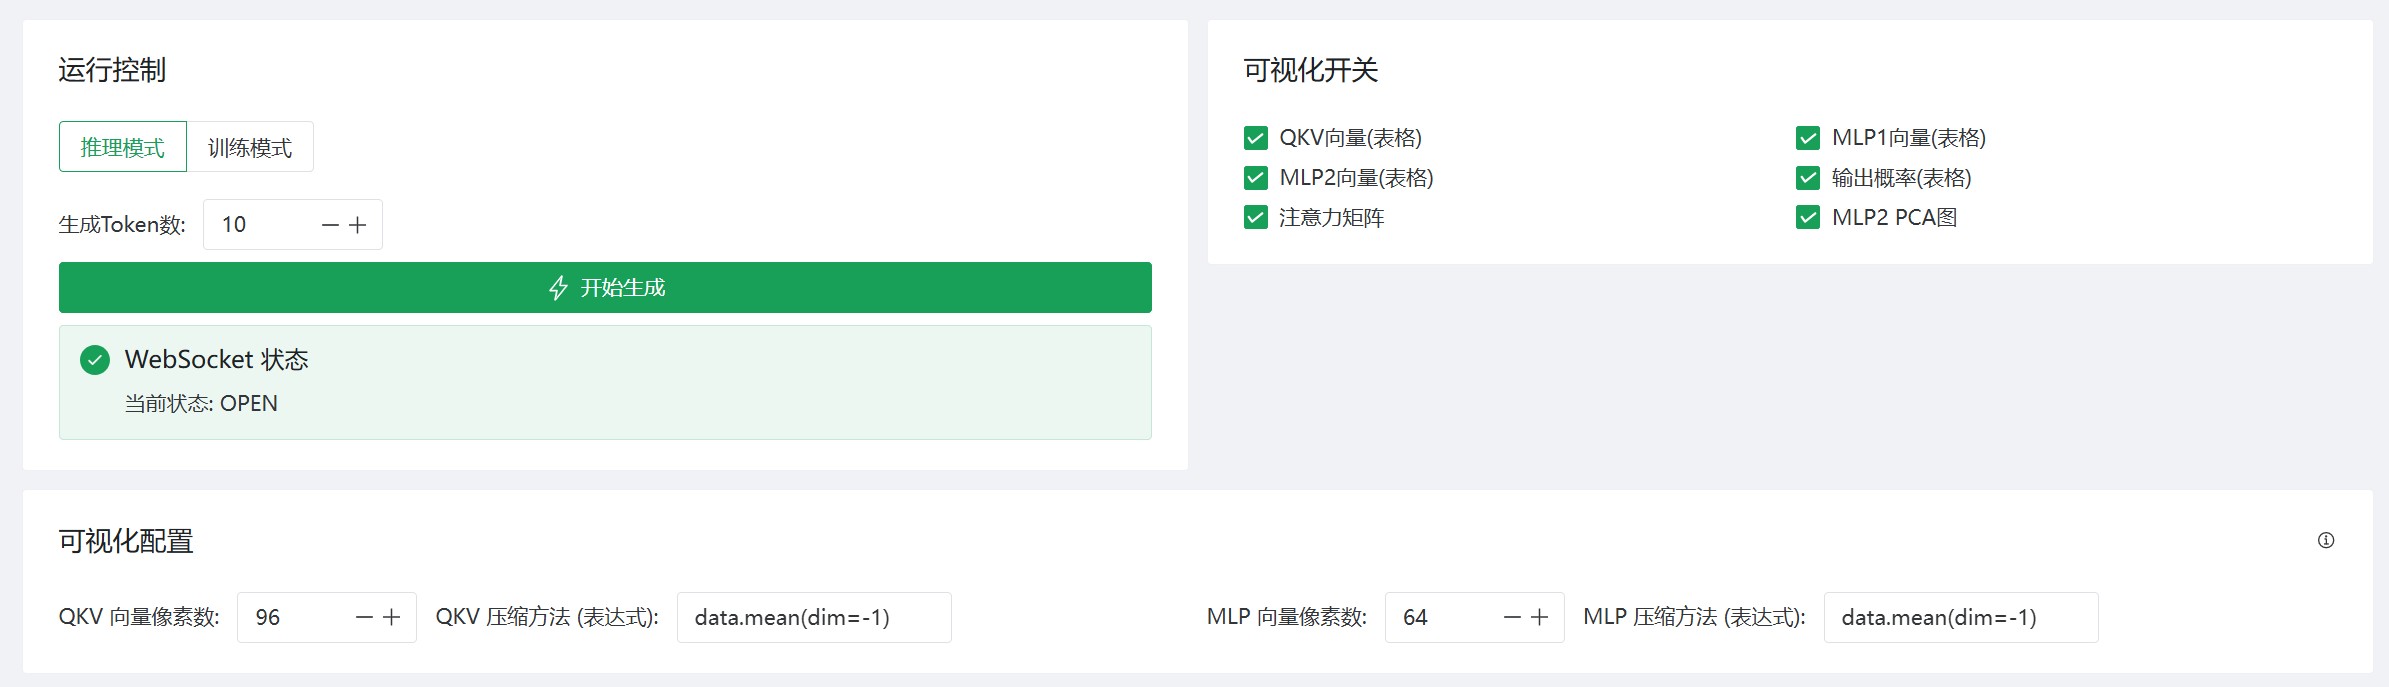 运行控制
推理模式 训练模式
生成Token数: 10
开始生成
WebSocket 状态
当前状态: OPEN
可视化开关
QKV向量(表格) MLP1向量(表格)
MLP2向量(表格) 输出概率(表格)
注意力矩阵 MLP2 PCA图
可视化配置
QKV 向量像素数: 96 QKV 压缩方法 (表达式): data.mean(dim=-1) MLP 向量像素数: 64 MLP 压缩方法 (表达式): data.mean(dim=-1)